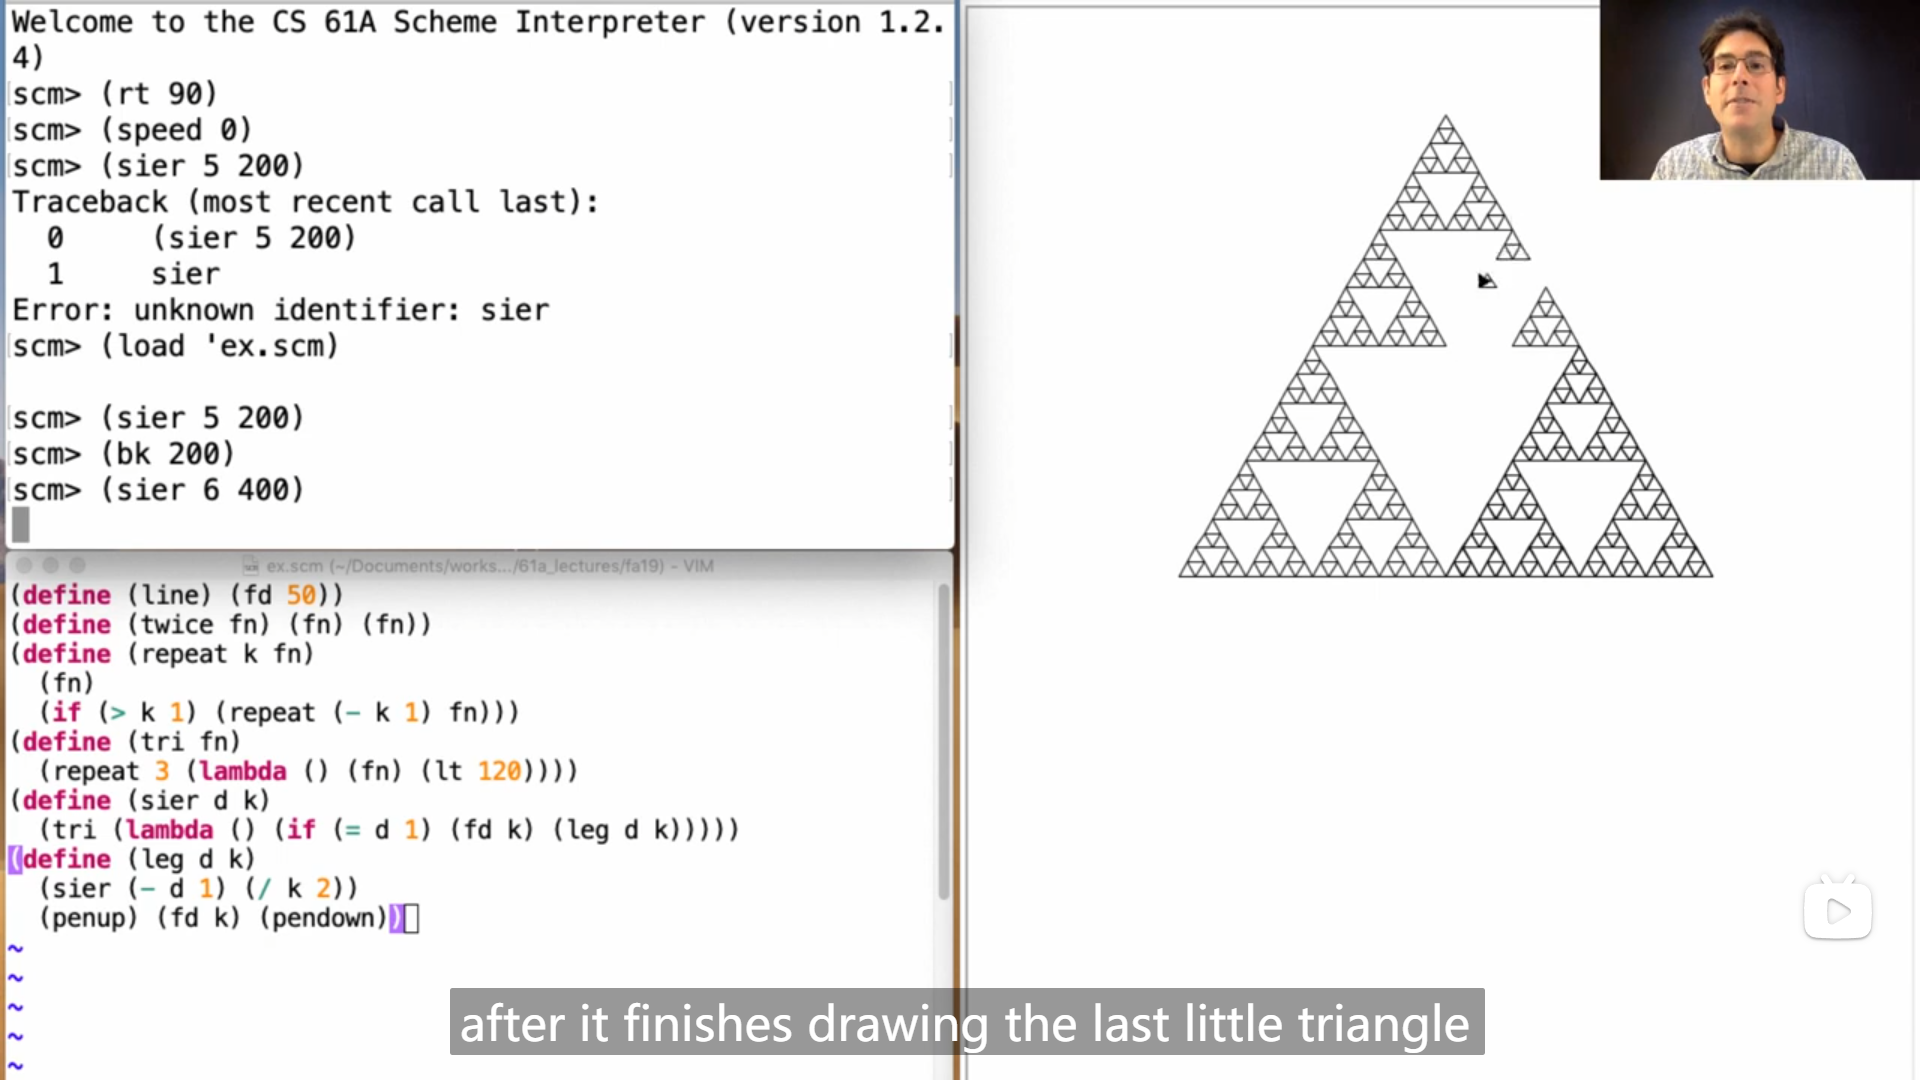 Welcome to the CS 61A Scheme Interpreter (version 1.2.
4)
scm> (rt 90)
scm> (speed 0)
scm> (sier 5 200)
Traceback (most recent call last):
0 (sier 5 200)
1 sier
Error: unknown identifier: sier
scm> (load 'ex.scm)
scm> (sier 5 200)
scm> (bk 200)
scm> (sier 6 400)
ex.scm (~/Documents/works.../61a_lectures/fa19) - VIM
(define (line) (fd 50))
(define (twice fn) (fn) (fn))
(define (repeat k fn)
(fn)
(if (> k 1) (repeat (- k 1) fn)))
(define (tri fn)
(repeat 3 (lambda () (fn) (lt 120))))
(define (sier d k)
(tri (lambda () (if (= d 1) (fd k) (leg d k)))))
(define (leg d k)
(sier (- d 1) (/ k 2))
(penup) (fd k) (pendown))
~
~
~
~
~
after it finishes drawing the last little triangle